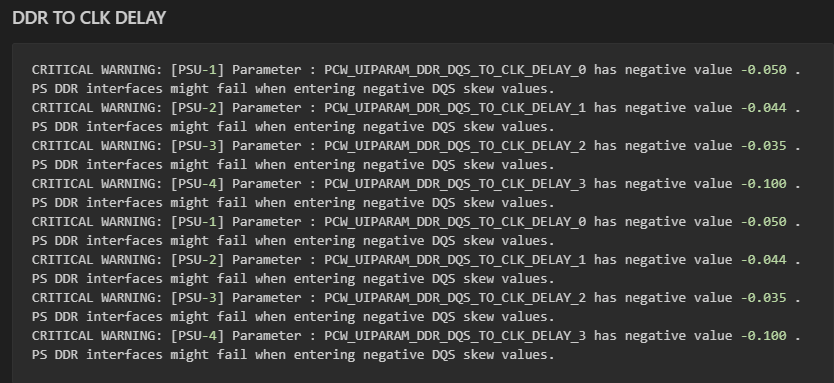 DDR TO CLK DELAY
CRITICAL WARNING: [PSU-1] Parameter : PCW_UIPARAM_DDR_DQS_TO_CLK_DELAY_0 has negative value -0.050 .
PS DDR interfaces might fail when entering negative DQS skew values.
CRITICAL WARNING: [PSU-2] Parameter : PCW_UIPARAM_DDR_DQS_TO_CLK_DELAY_1 has negative value -0.044 .
PS DDR interfaces might fail when entering negative DQS skew values.
CRITICAL WARNING: [PSU-3] Parameter : PCW_UIPARAM_DDR_DQS_TO_CLK_DELAY_2 has negative value -0.035 .
PS DDR interfaces might fail when entering negative DQS skew values.
CRITICAL WARNING: [PSU-4] Parameter : PCW_UIPARAM_DDR_DQS_TO_CLK_DELAY_3 has negative value -0.100 .
PS DDR interfaces might fail when entering negative DQS skew values.
CRITICAL WARNING: [PSU-1] Parameter : PCW_UIPARAM_DDR_DQS_TO_CLK_DELAY_0 has negative value -0.050 .
PS DDR interfaces might fail when entering negative DQS skew values.
CRITICAL WARNING: [PSU-2] Parameter : PCW_UIPARAM_DDR_DQS_TO_CLK_DELAY_1 has negative value -0.044 .
PS DDR interfaces might fail when entering negative DQS skew values.
CRITICAL WARNING: [PSU-3] Parameter : PCW_UIPARAM_DDR_DQS_TO_CLK_DELAY_2 has negative value -0.035 .
PS DDR interfaces might fail when entering negative DQS skew values.
CRITICAL WARNING: [PSU-4] Parameter : PCW_UIPARAM_DDR_DQS_TO_CLK_DELAY_3 has negative value -0.100 .
PS DDR interfaces might fail when entering negative DQS skew values.